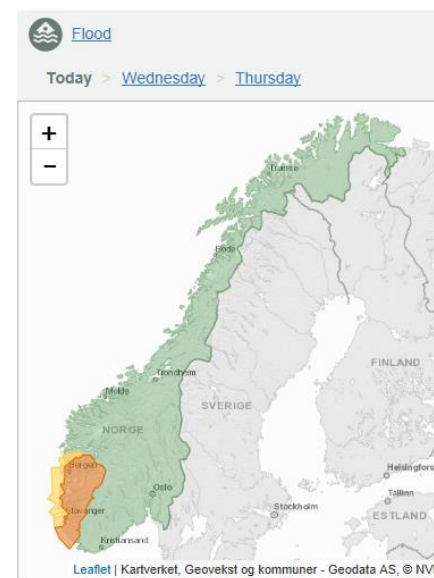 Flood
Today > Wednesday > Thursday
+
−
Tromsø
Bodø
Trondheim
Molde
FINLAND
SVERIGE
NORGE
Bergen
Helsingfors
Oslo
Tallinn
Stavanger
Stockholm
ESTLAND
Kristiansand
Leaflet | Kartverket, Geovekst og kommuner - Geodata AS, © NVE